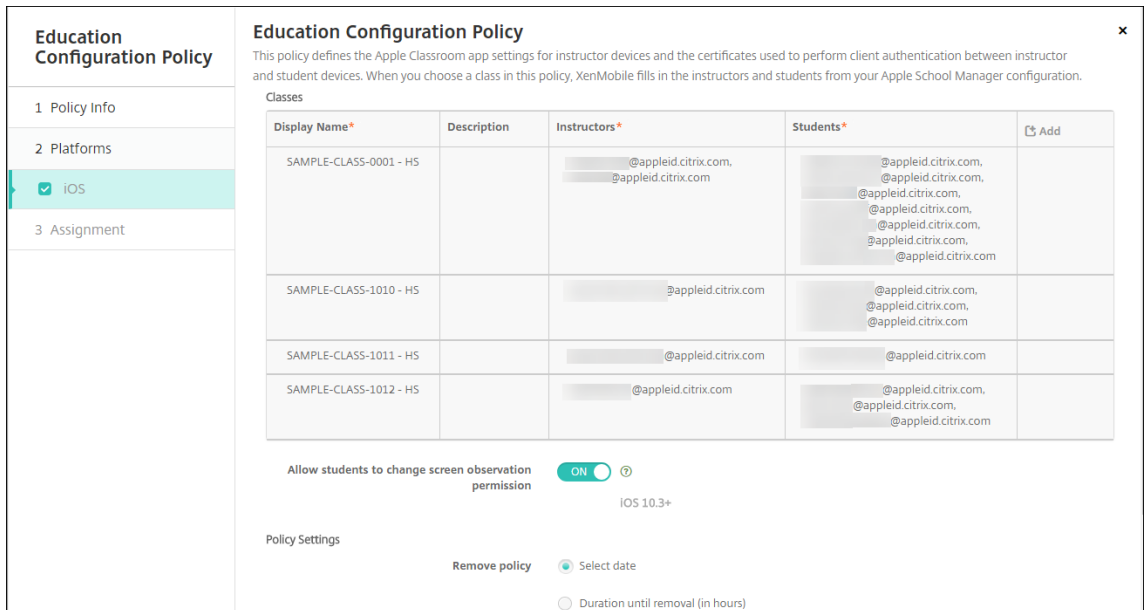 Education
Configuration Policy
1 Policy Info
2 Platforms
iOS
3 Assignment
Education Configuration Policy
×
This policy defines the Apple Classroom app settings for instructor devices and the certificates used to perform client authentication between instructor
and student devices. When you choose a class in this policy, XenMobile fills in the instructors and students from your Apple School Manager configuration.
Classes
Display Name* Description Instructors* Students* Add
SAMPLE-CLASS-0001 - HS
@appleid.citrix.com,
@appleid.citrix.com
@appleid.citrix.com,
@appleid.citrix.com,
@appleid.citrix.com,
@appleid.citrix.com,
@appleid.citrix.com,
@appleid.citrix.com,
@appleid.citrix.com
SAMPLE-CLASS-1010 - HS
@appleid.citrix.com
@appleid.citrix.com,
@appleid.citrix.com,
@appleid.citrix.com
SAMPLE-CLASS-1011 - HS
@appleid.citrix.com
@appleid.citrix.com
SAMPLE-CLASS-1012 - HS
@appleid.citrix.com
@appleid.citrix.com,
@appleid.citrix.com,
@appleid.citrix.com
Allow students to change screen observation
permission
ON
?
iOS 10.3+
Policy Settings
Remove policy
Select date
Duration until removal (in hours)